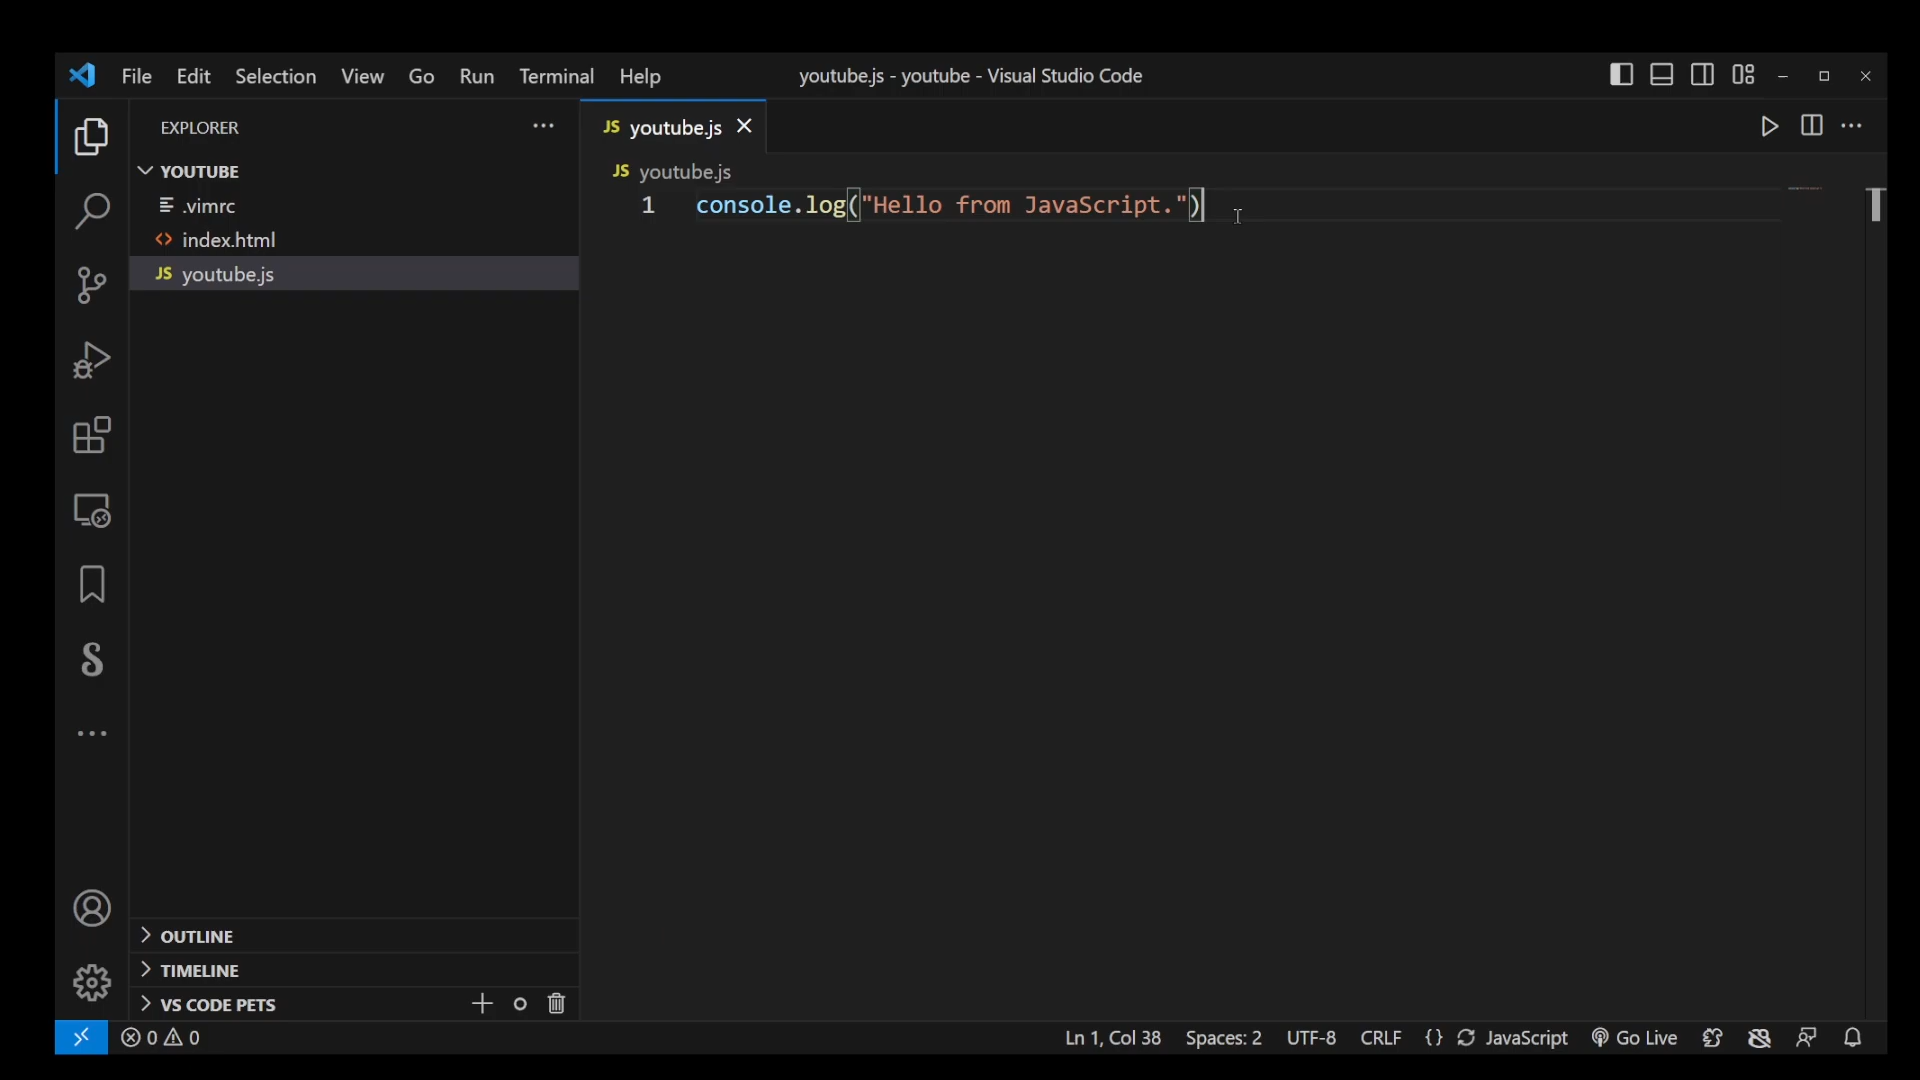 File Edit Selection View Go Run Terminal Help youtube.js - youtube - Visual Studio Code
EXPLORER
JS youtube.js
YOUTUBE
JS youtube.js
.vimrc
1 console.log("Hello from JavaScript.")
index.html
JS youtube.js
OUTLINE
TIMELINE
VS CODE PETS
0 0 Ln 1, Col 38 Spaces: 2 UTF-8 CRLF {} JavaScript Go Live